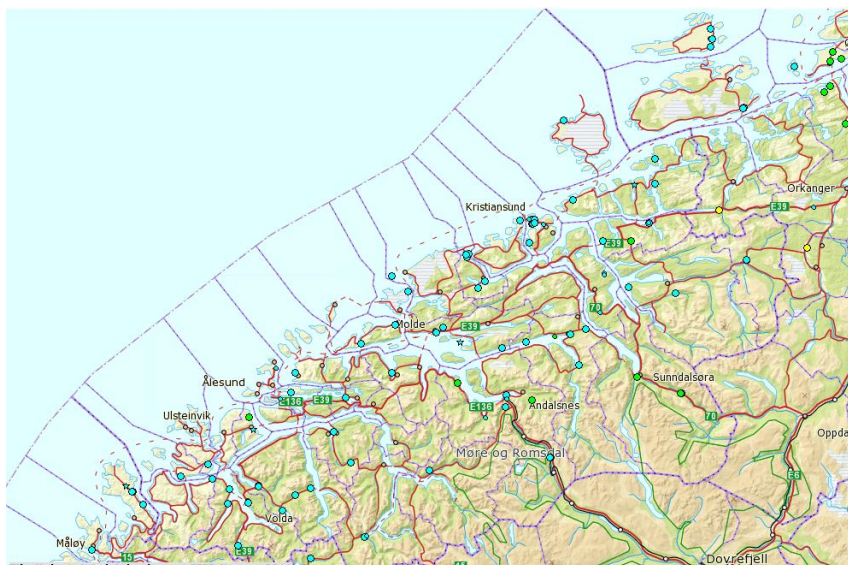 Orkanger
Kristiansund
E39
E39
70
Molde
E39
Sunndalsøra
Ålesund
E136
E39
Åndalsnes
E136
Ulsteinvik
70
Oppda
Møre og Romsdal
E6
Volda
Måløy
15
E39
Dovrefjell